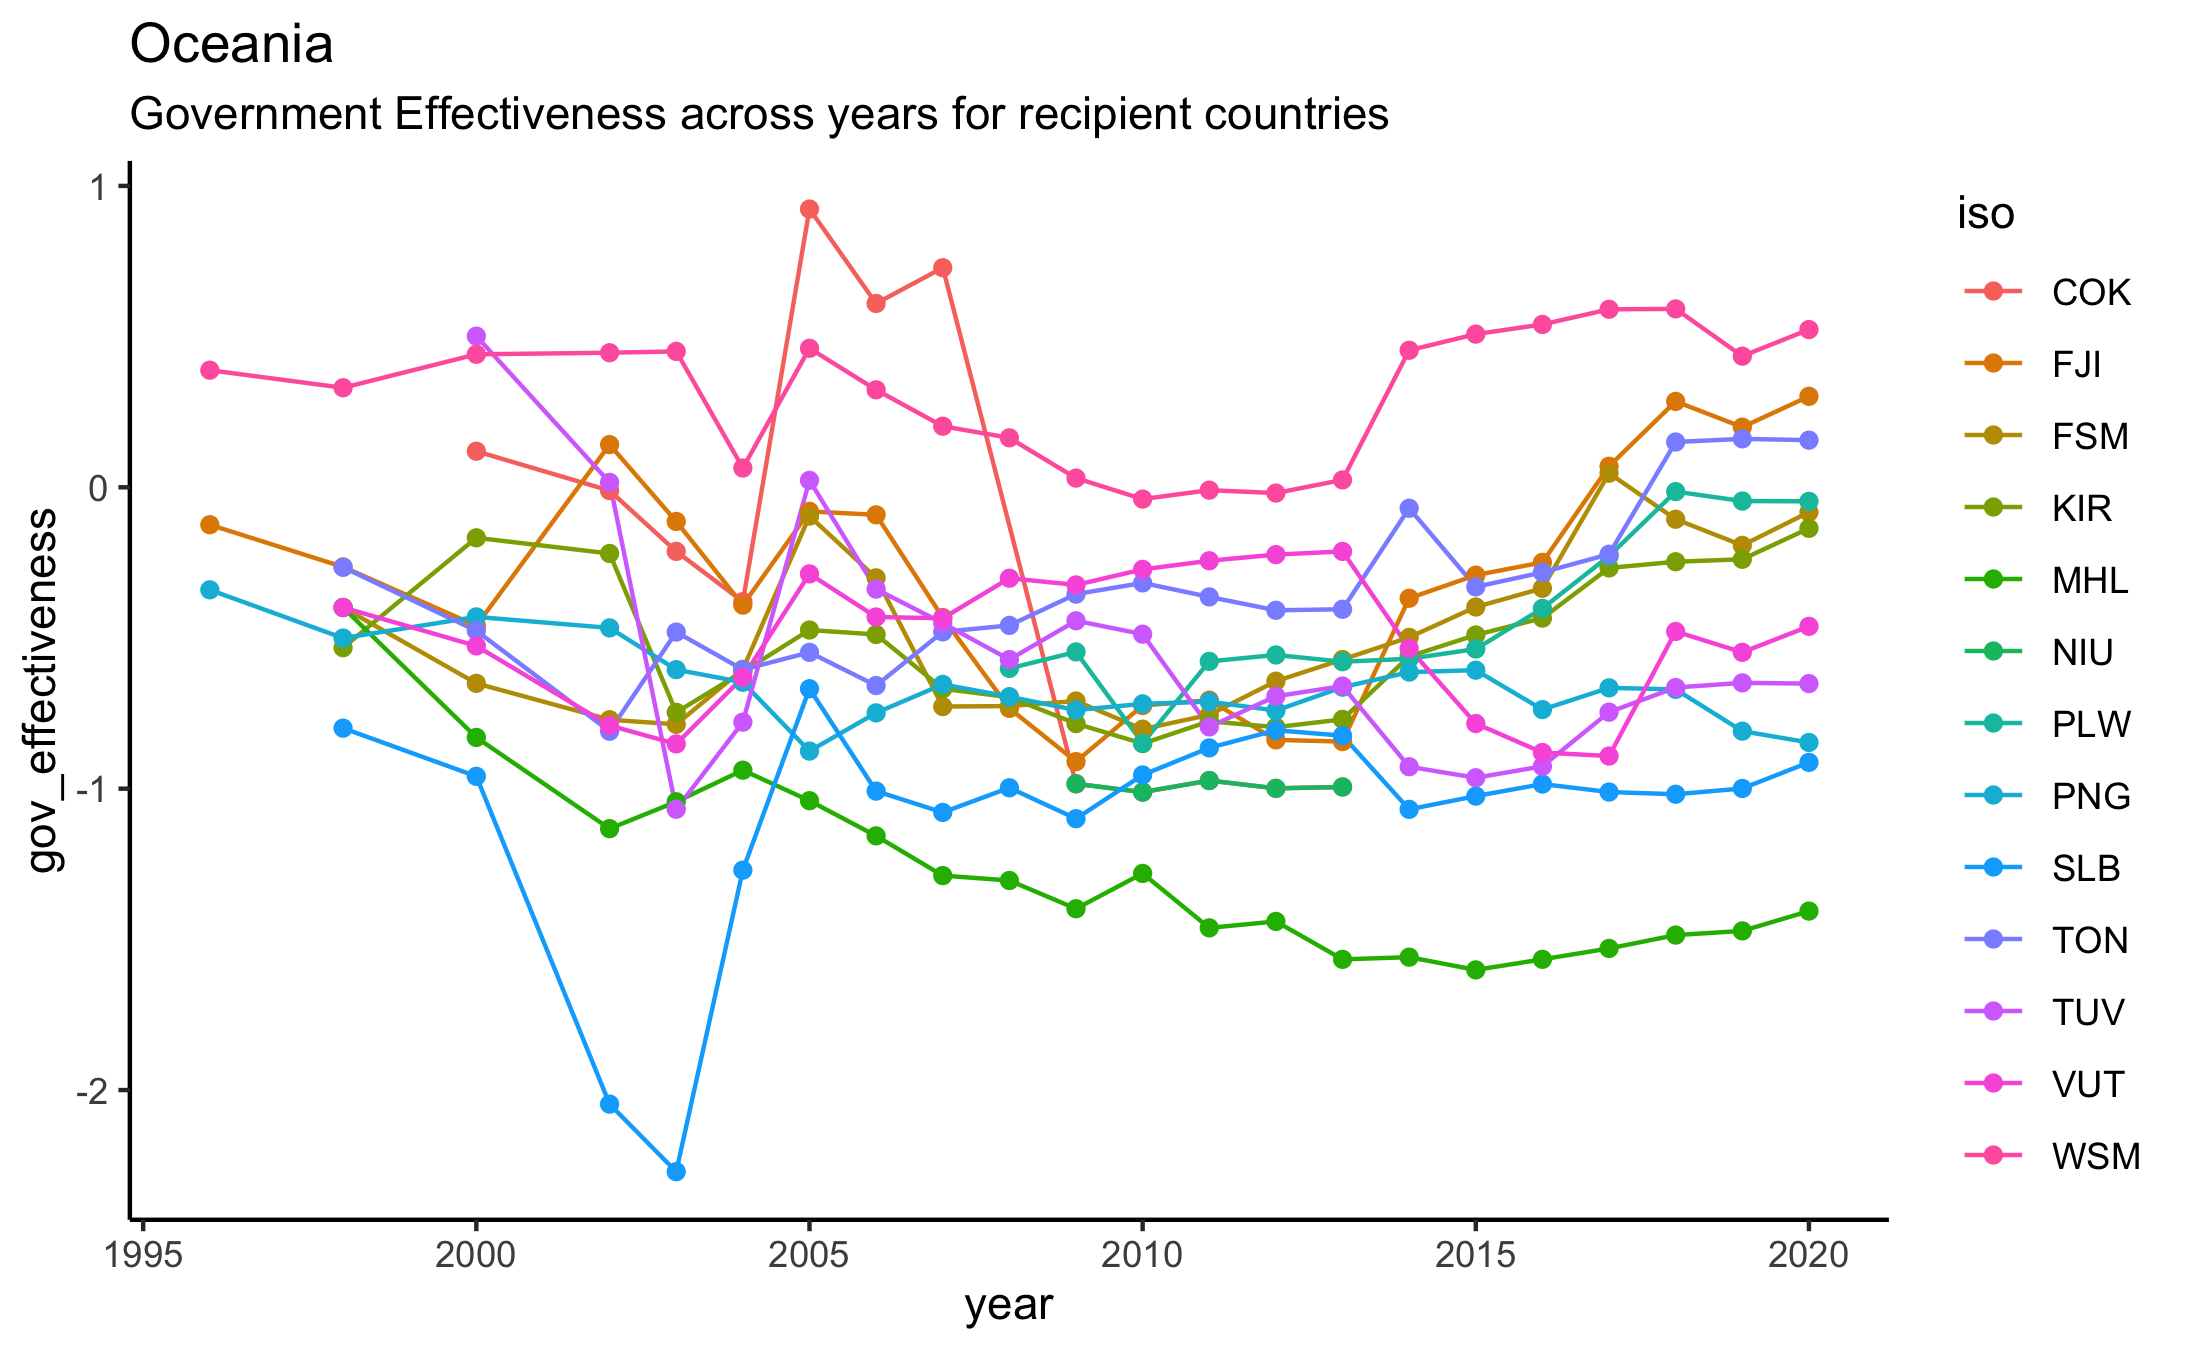 Oceania
Government Effectiveness across years for recipient countries
gov_effectiveness
1
0
-1
-2
1995 2000 2005 2010 2015 2020
year
iso
COK
FJI
FSM
KIR
MHL
NIU
PLW
PNG
SLB
TON
TUV
VUT
WSM